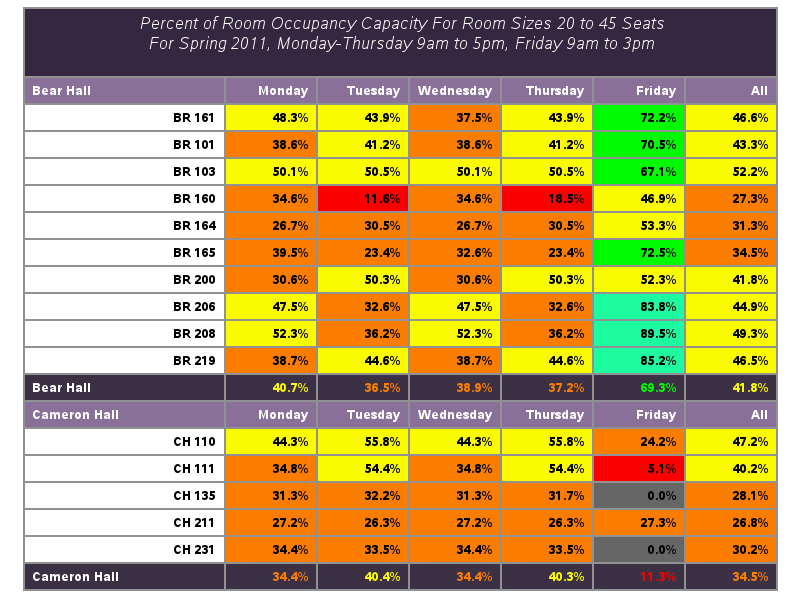 Percent of Room Occupancy Capacity For Room Sizes 20 to 45 Seats
For Spring 2011, Monday-Thursday 9am to 5pm, Friday 9am to 3pm
Bear Hall Monday Tuesday Wednesday Thursday Friday All
BR 161 48.3% 43.9% 37.5% 43.9% 72.2% 46.6%
BR 101 38.6% 41.2% 38.6% 41.2% 70.5% 43.3%
BR 103 50.1% 50.5% 50.1% 50.5% 67.1% 52.2%
BR 160 34.6% 11.6% 34.6% 18.5% 46.9% 27.3%
BR 164 26.7% 30.5% 26.7% 30.5% 53.3% 31.3%
BR 165 39.5% 23.4% 32.6% 23.4% 72.5% 34.5%
BR 200 30.6% 50.3% 30.6% 50.3% 52.3% 41.8%
BR 206 47.5% 32.6% 47.5% 32.6% 83.8% 44.9%
BR 208 52.3% 36.2% 52.3% 36.2% 89.5% 49.3%
BR 219 38.7% 44.6% 38.7% 44.6% 85.2% 46.5%
Bear Hall 40.7% 36.5% 38.9% 37.2% 69.3% 41.8%
Cameron Hall Monday Tuesday Wednesday Thursday Friday All
CH 110 44.3% 55.8% 44.3% 55.8% 24.2% 47.2%
CH 111 34.8% 54.4% 34.8% 54.4% 5.1% 40.2%
CH 135 31.3% 32.2% 31.3% 31.7% 0.0% 28.1%
CH 211 27.2% 26.3% 27.2% 26.3% 27.3% 26.8%
CH 231 34.4% 33.5% 34.4% 33.5% 0.0% 30.2%
Cameron Hall 34.4% 40.4% 34.4% 40.3% 11.3% 34.5%